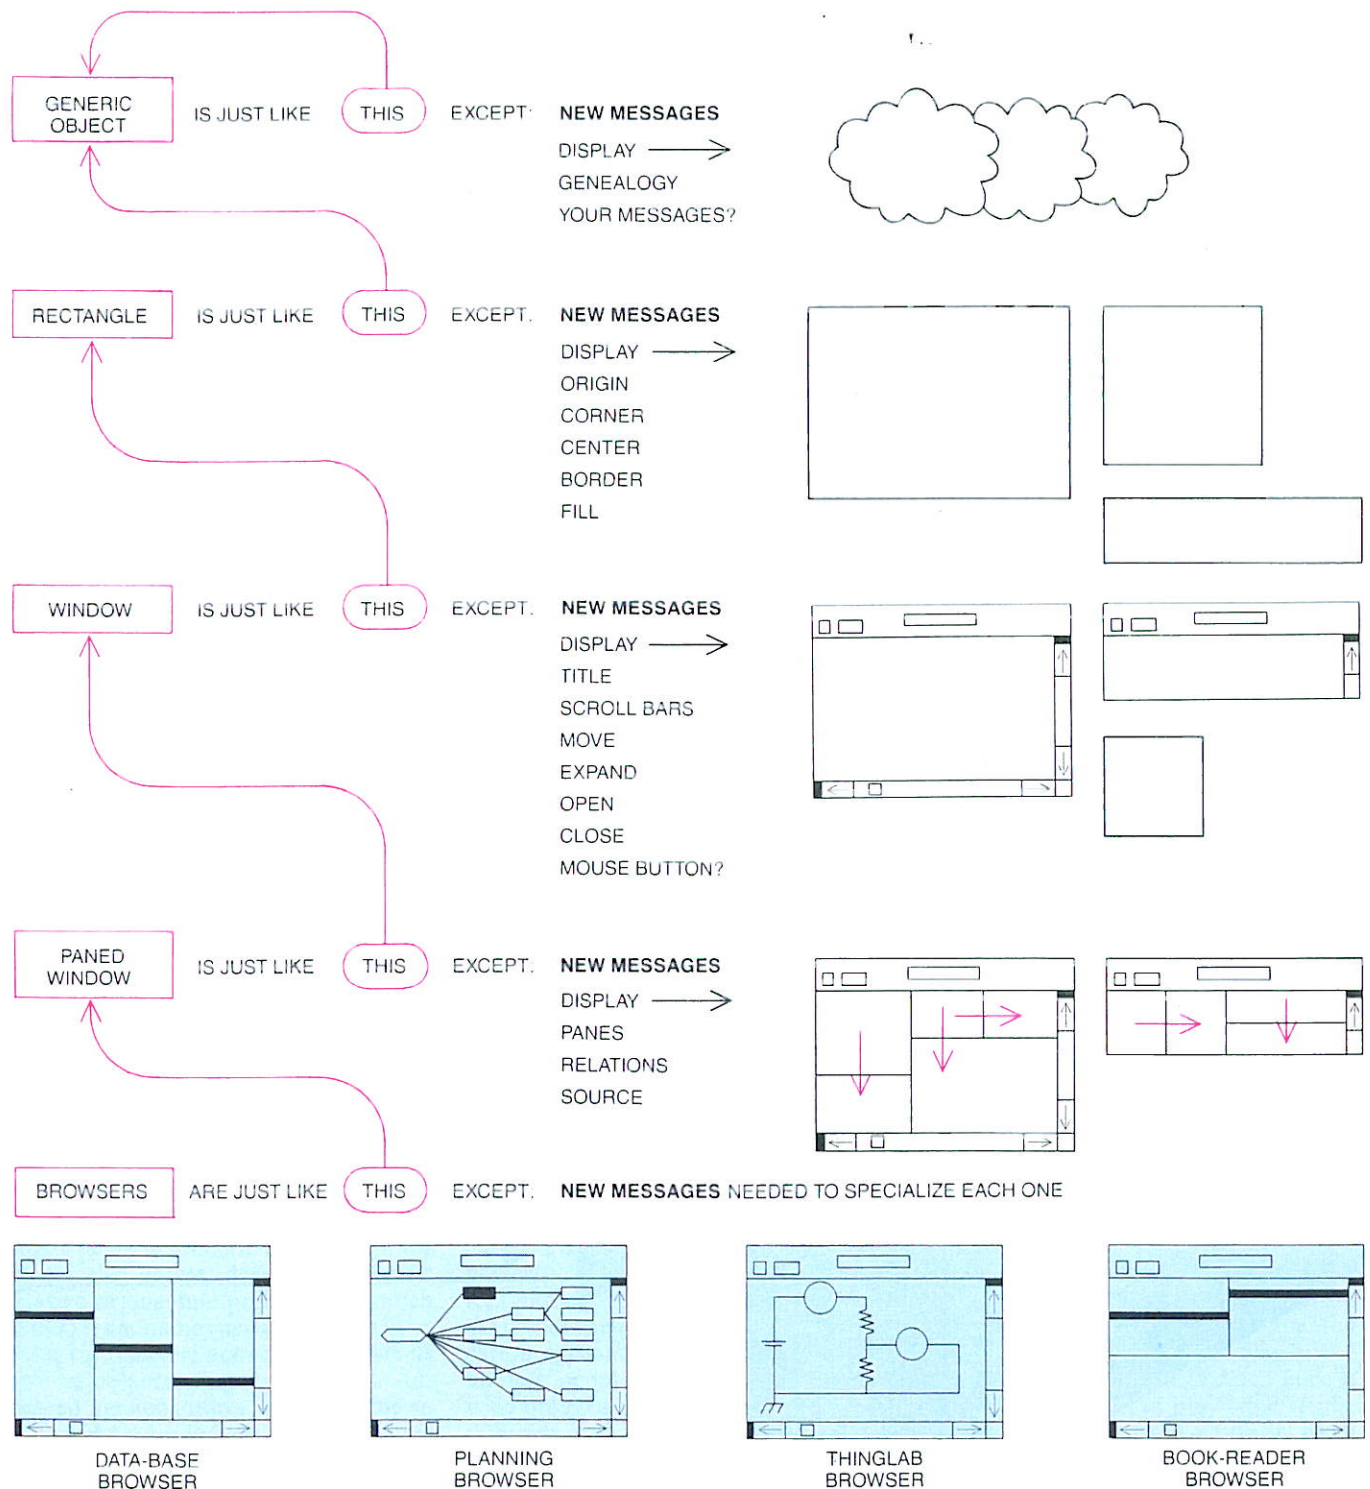 GENERIC
OBJECT
IS JUST LIKE THIS EXCEPT: NEW MESSAGES
DISPLAY
GENEALOGY
YOUR MESSAGES?
RECTANGLE IS JUST LIKE THIS EXCEPT: NEW MESSAGES
DISPLAY
ORIGIN
CORNER
CENTER
BORDER
FILL
WINDOW IS JUST LIKE THIS EXCEPT: NEW MESSAGES
DISPLAY
TITLE
SCROLL BARS
MOVE
EXPAND
OPEN
CLOSE
MOUSE BUTTON?
PANED
WINDOW
IS JUST LIKE THIS EXCEPT: NEW MESSAGES
DISPLAY
PANES
RELATIONS
SOURCE
BROWSERS ARE JUST LIKE THIS EXCEPT: NEW MESSAGES NEEDED TO SPECIALIZE EACH ONE
DATA-BASE
BROWSER
PLANNING
BROWSER
THINGLAB
BROWSER
BOOK-READER
BROWSER